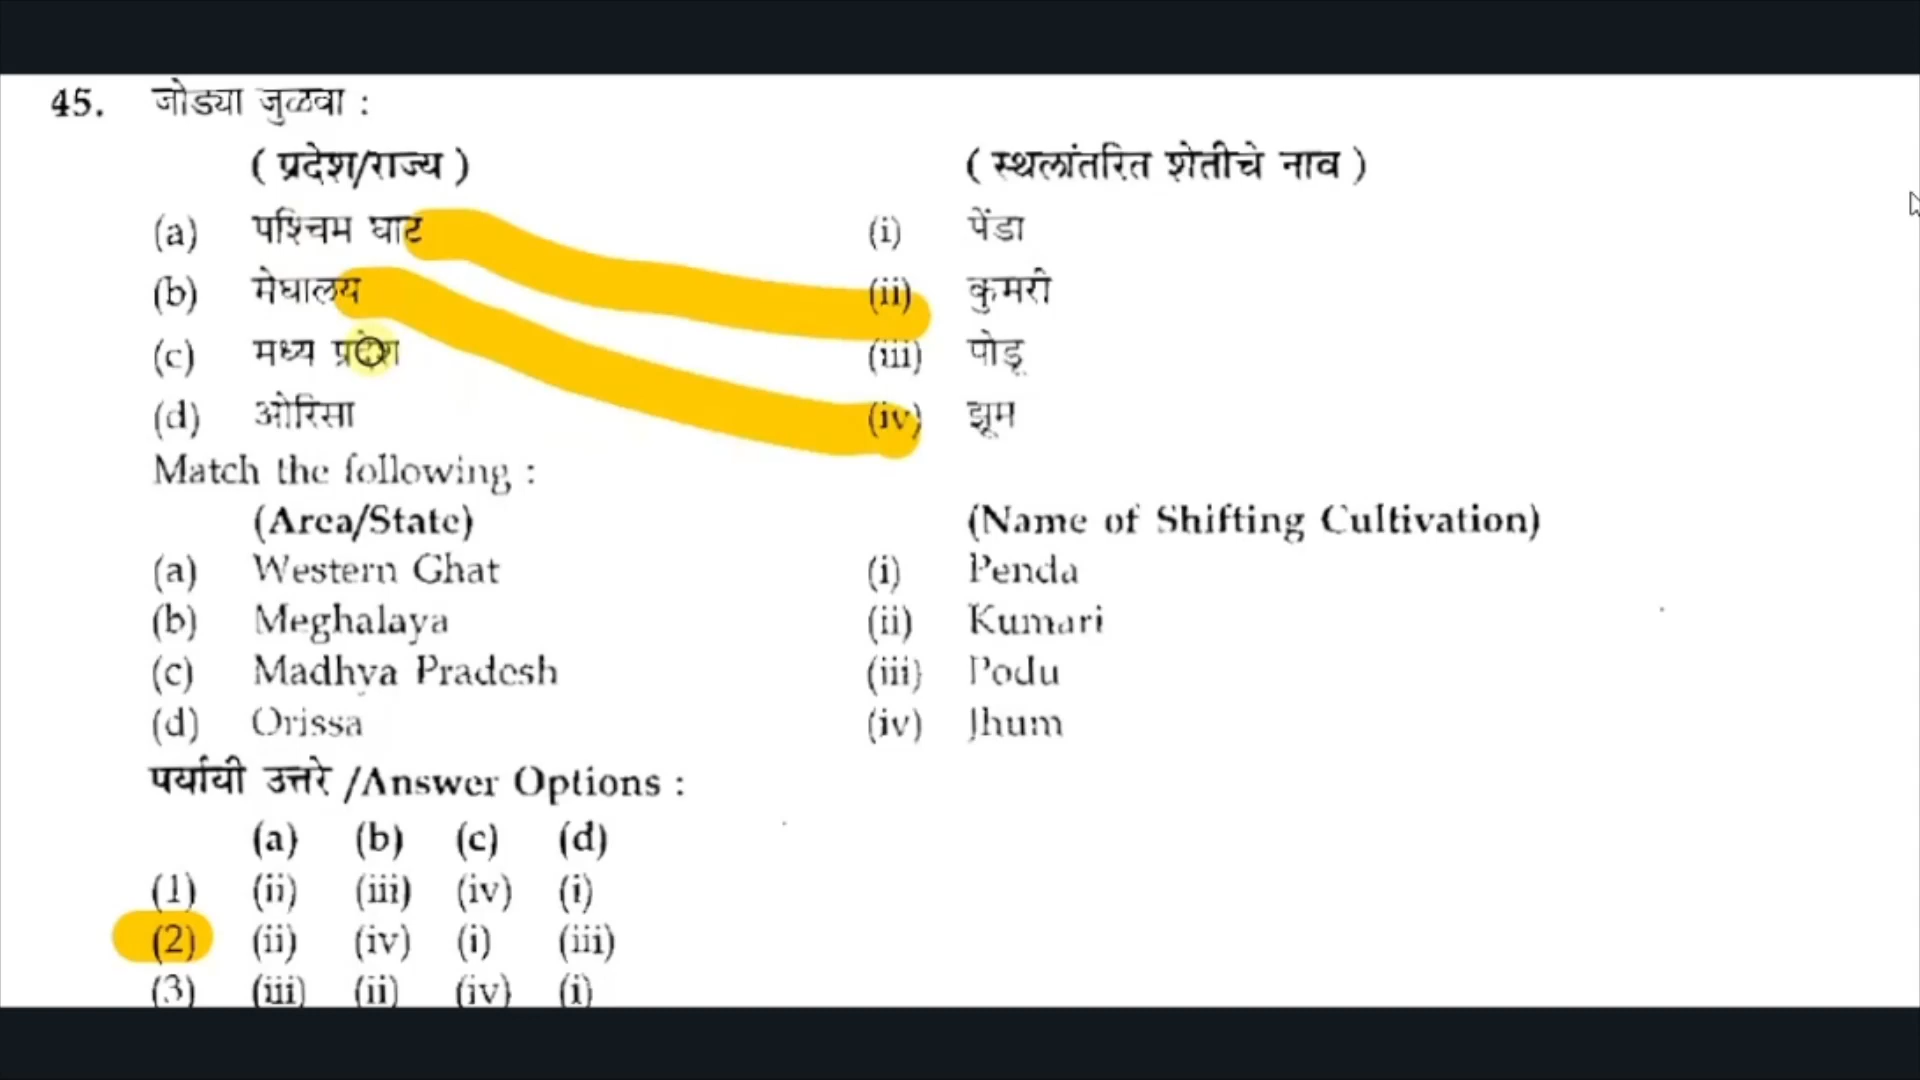 45. जोड्या जुळवा :
( प्रदेश/राज्य ) ( स्थलांतरित शेतीचे नाव )
(a) पश्चिम घाट (i) पेंडा
(b) मेघालय (ii) कुमरी
(c) मध्य प्रदेश (iii) पोडू
(d) ओरिसा (iv) झूम
Match the following :
(Area/State) (Name of Shifting Cultivation)
(a) Western Ghat (i) Penda
(b) Meghalaya (ii) Kumari
(c) Madhya Pradesh (iii) Podu
(d) Orissa (iv) Jhum
पर्यायी उत्तरे /Answer Options :
(a) (b) (c) (d)
(1) (ii) (iii) (iv) (i)
(2) (ii) (iv) (i) (iii)
(3) (iii) (ii) (iv) (i)